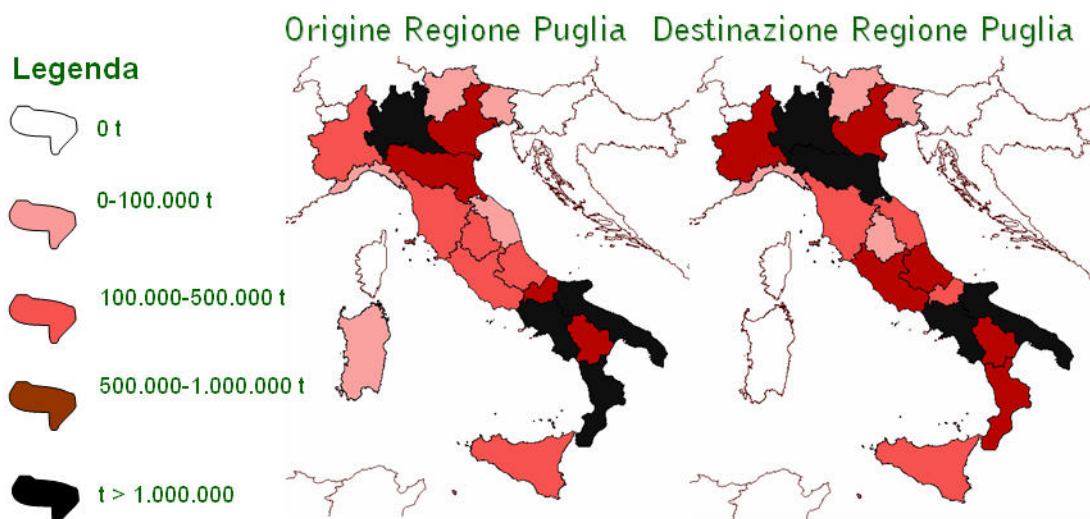 Origine Regione Puglia
Destinazione Regione Puglia
Legenda
0 t
0-100.000 t
100.000-500.000 t
500.000-1.000.000 t
t > 1.000.000